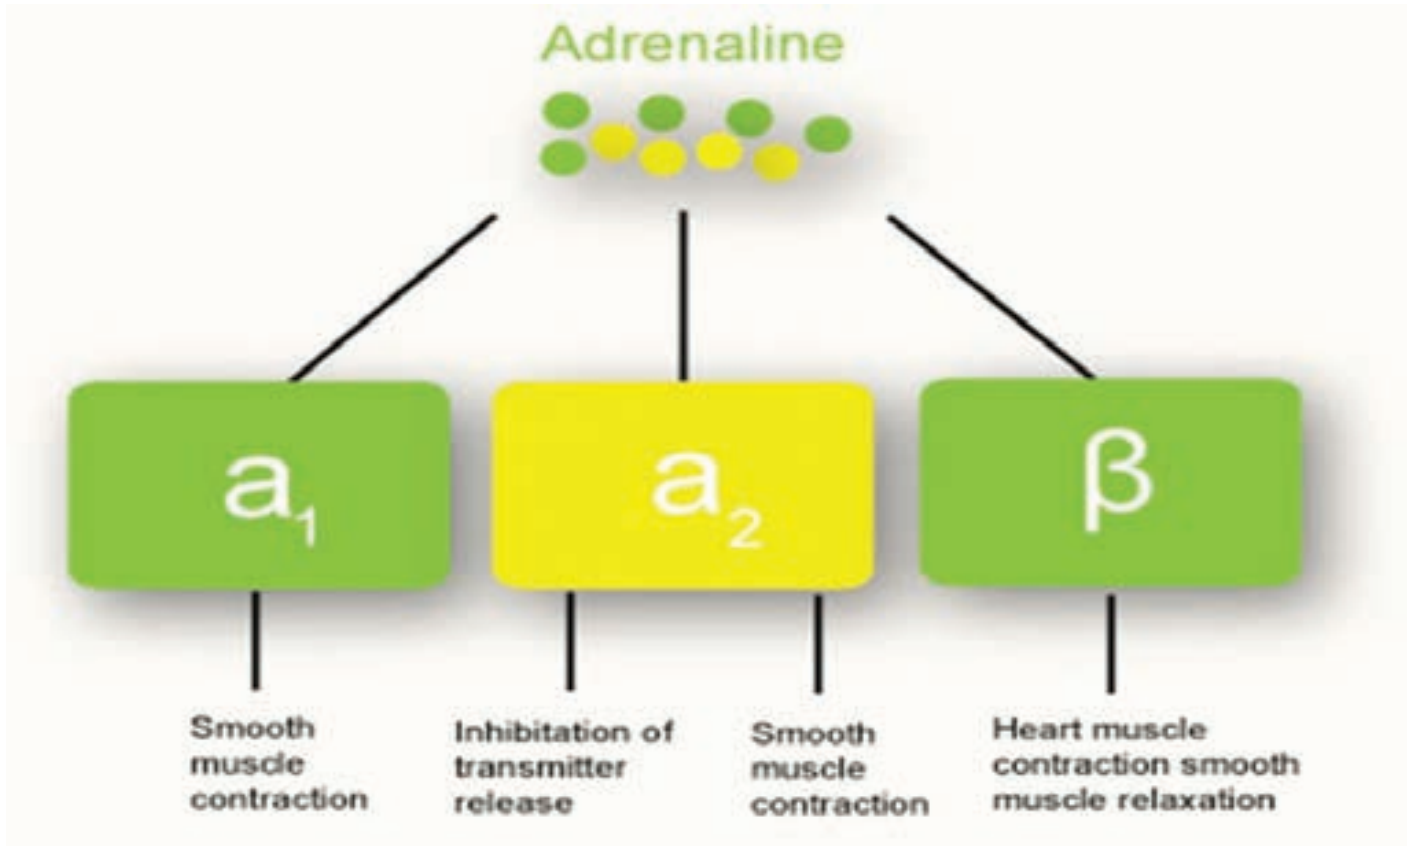 Adrenaline
a₁
a₂
β
Smooth
muscle
contraction
Inhibitation of
transmitter
release
Smooth
muscle
contraction
Heart muscle
contraction smooth
muscle relaxation